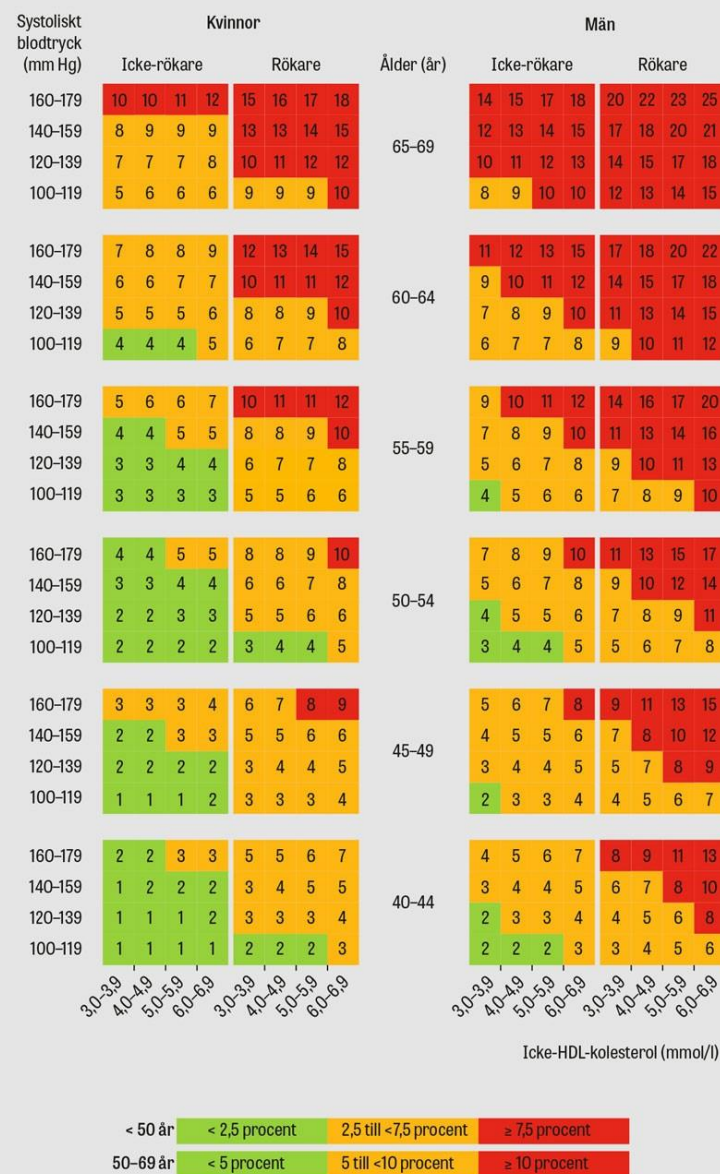 Systoliskt
blodtryck
(mm Hg)
Kvinnor
Män
Icke-rökare Rökare Ålder (år) Icke-rökare Rökare
160–179 10 10 11 12 15 16 17 18 14 15 17 18 20 22 23 25
140–159 8 9 9 9 13 13 14 15 12 13 14 15 17 18 20 21
65–69
120–139 7 7 7 8 10 11 12 12 10 11 12 13 14 15 17 18
100–119 5 6 6 6 9 9 9 10 8 9 10 10 12 13 14 15
160–179 7 8 8 9 12 13 14 15 11 12 13 15 17 18 20 22
140–159 6 6 7 7 10 11 11 12 9 10 11 12 14 15 17 18
60–64
120–139 5 5 5 6 8 8 9 10 7 8 9 10 11 13 14 15
100–119 4 4 4 5 6 7 7 8 6 7 7 8 9 10 11 12
160–179 5 6 6 7 10 11 11 12 9 10 11 12 14 16 17 20
140–159 4 4 5 5 8 8 9 10 7 8 9 10 11 13 14 16
55–59
120–139 3 3 4 4 6 7 7 8 5 6 7 8 9 10 11 13
100–119 3 3 3 3 5 5 6 6 4 5 6 6 7 8 9 10
160–179 4 4 5 5 8 8 9 10 7 8 9 10 11 13 15 17
140–159 3 3 4 4 6 6 7 8 5 6 7 8 9 10 12 14
50–54
120–139 2 2 3 3 5 5 6 6 4 5 5 6 7 8 9 11
100–119 2 2 2 2 3 4 4 5 3 4 4 5 5 6 7 8
160–179 3 3 3 4 6 7 8 9 5 6 7 8 9 11 13 15
140–159 2 2 3 3 5 5 6 6 4 5 5 6 7 8 10 12
45–49
120–139 2 2 2 2 3 4 4 5 3 4 4 5 5 7 8 9
100–119 1 1 1 2 3 3 3 4 2 3 3 4 4 5 6 7
160–179 2 2 3 3 5 5 6 7 4 5 6 7 8 9 11 13
140–159 1 2 2 2 3 4 5 5 3 4 4 5 6 7 8 10
40–44
120–139 1 1 1 2 3 3 3 4 2 3 3 4 4 5 6 8
100–119 1 1 1 1 2 2 2 3 2 2 2 3 3 4 5 6
3,0–3,9 4,0–4,9 5,0–5,9 6,0–6,9 3,0–3,9 4,0–4,9 5,0–5,9 6,0–6,9 3,0–3,9 4,0–4,9 5,0–5,9 6,0–6,9 3,0–3,9 4,0–4,9 5,0–5,9 6,0–6,9
Icke-HDL-kolesterol (mmol/l)
< 50 år < 2,5 procent 2,5 till <7,5 procent ≥ 7,5 procent
50–69 år < 5 procent 5 till <10 procent ≥ 10 procent